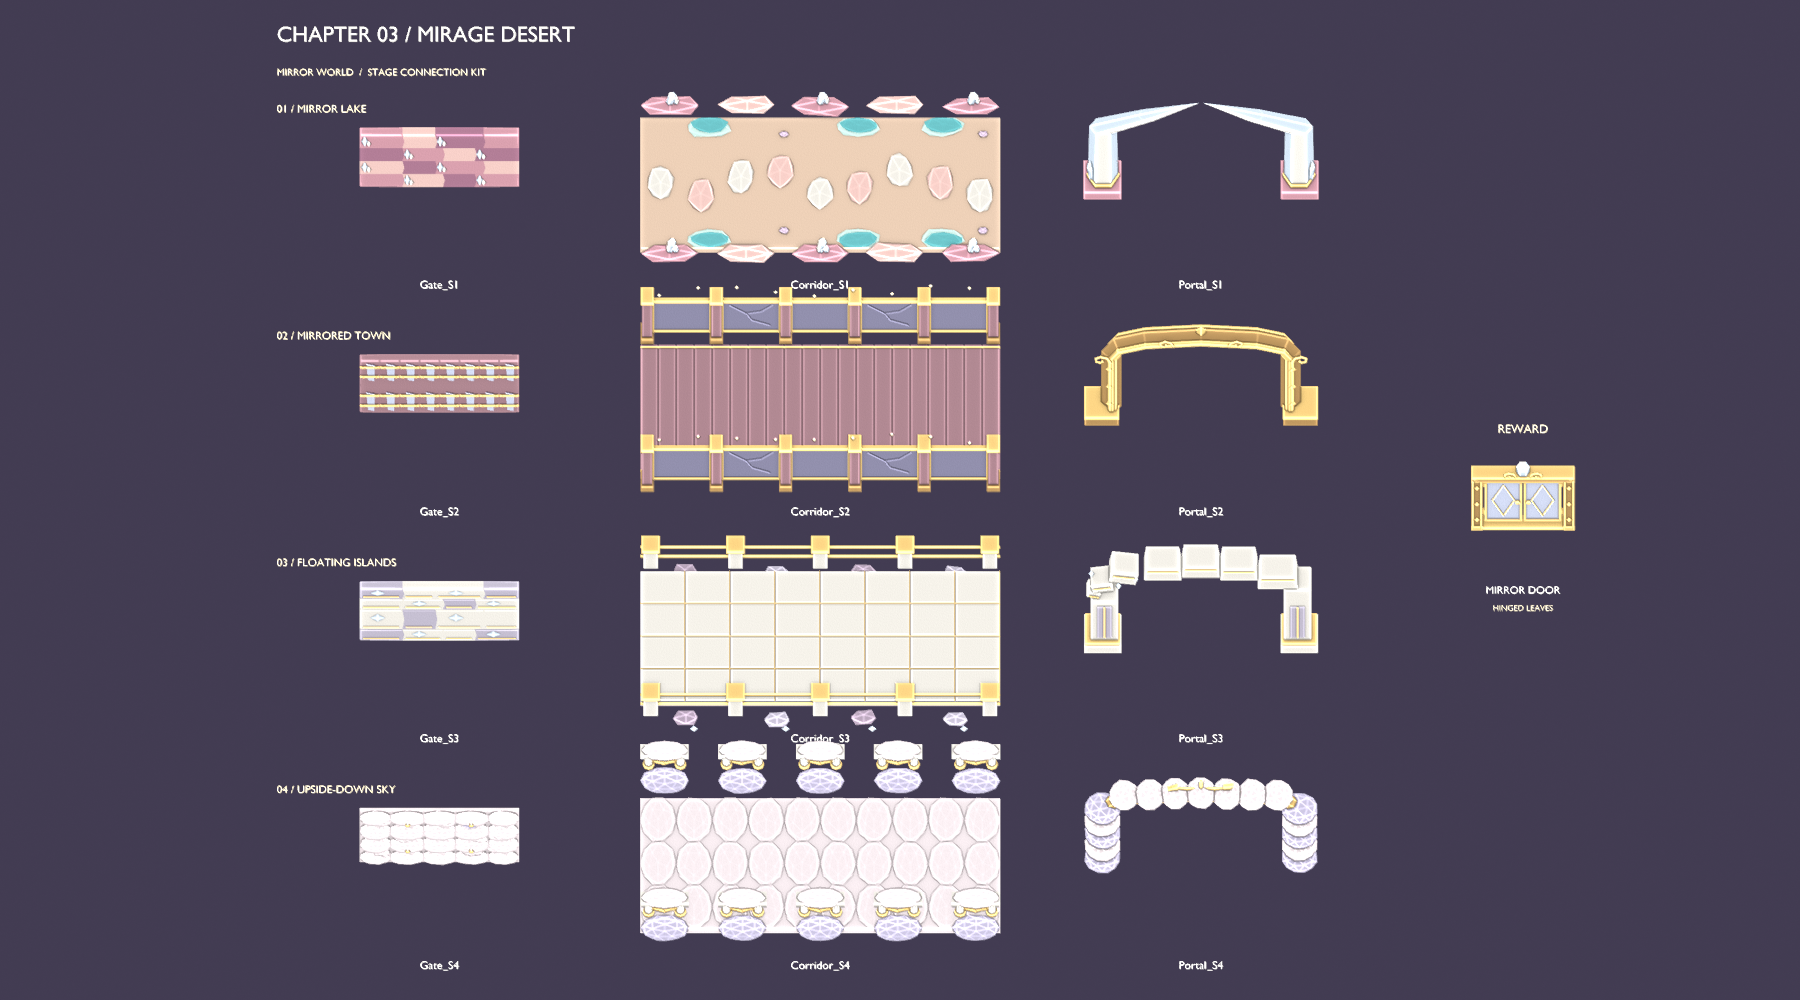 CHAPTER 03 / MIRAGE DESERT
MIRROR WORLD / STAGE CONNECTION KIT
01 / MIRROR LAKE
Gate_S1
Corridor_S1
Portal_S1
02 / MIRRORED TOWN
Gate_S2
Corridor_S2
Portal_S2
REWARD
MIRROR DOOR
HINGED LEAVES
03 / FLOATING ISLANDS
Gate_S3
Corridor_S3
Portal_S3
04 / UPSIDE-DOWN SKY
Gate_S4
Corridor_S4
Portal_S4